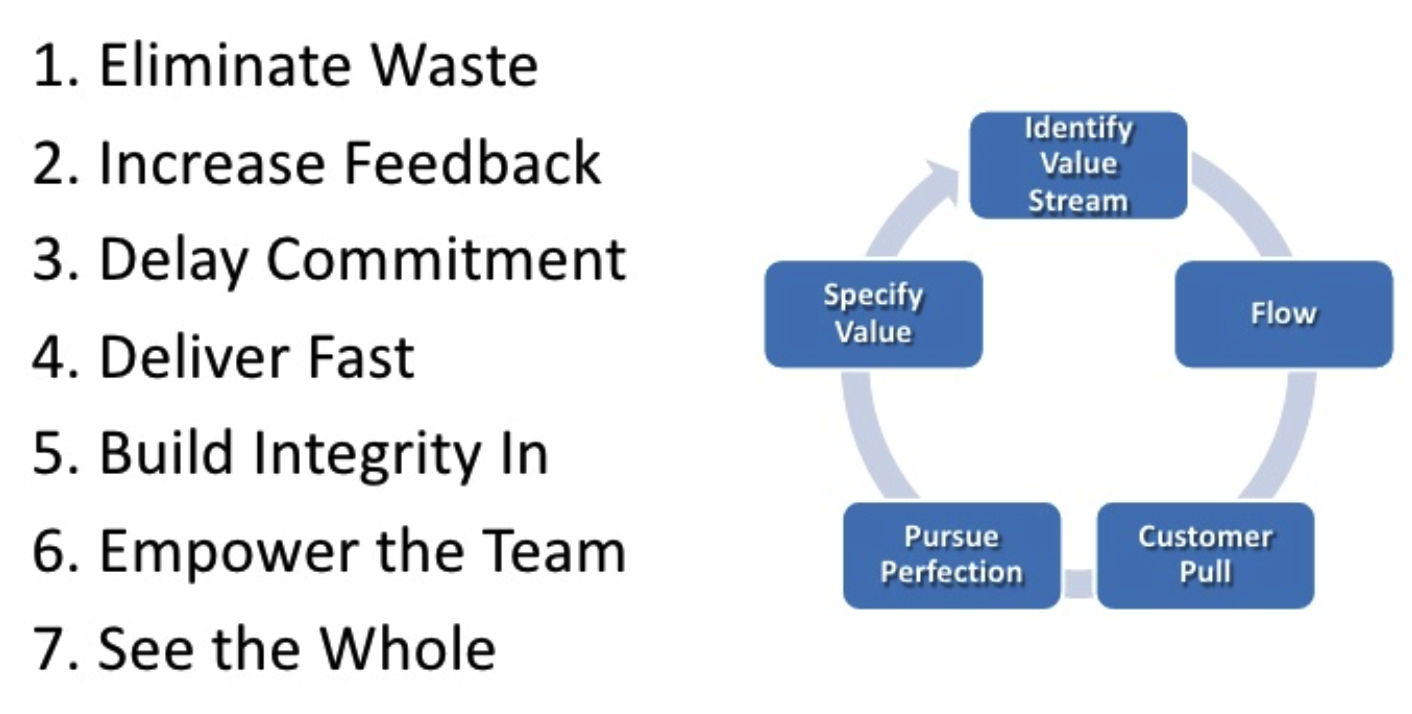 1. Eliminate Waste
2. Increase Feedback
3. Delay Commitment
4. Deliver Fast
5. Build Integrity In
6. Empower the Team
7. See the Whole
Identify
Value
Stream
Flow
Customer
Pull
Pursue
Perfection
Specify
Value